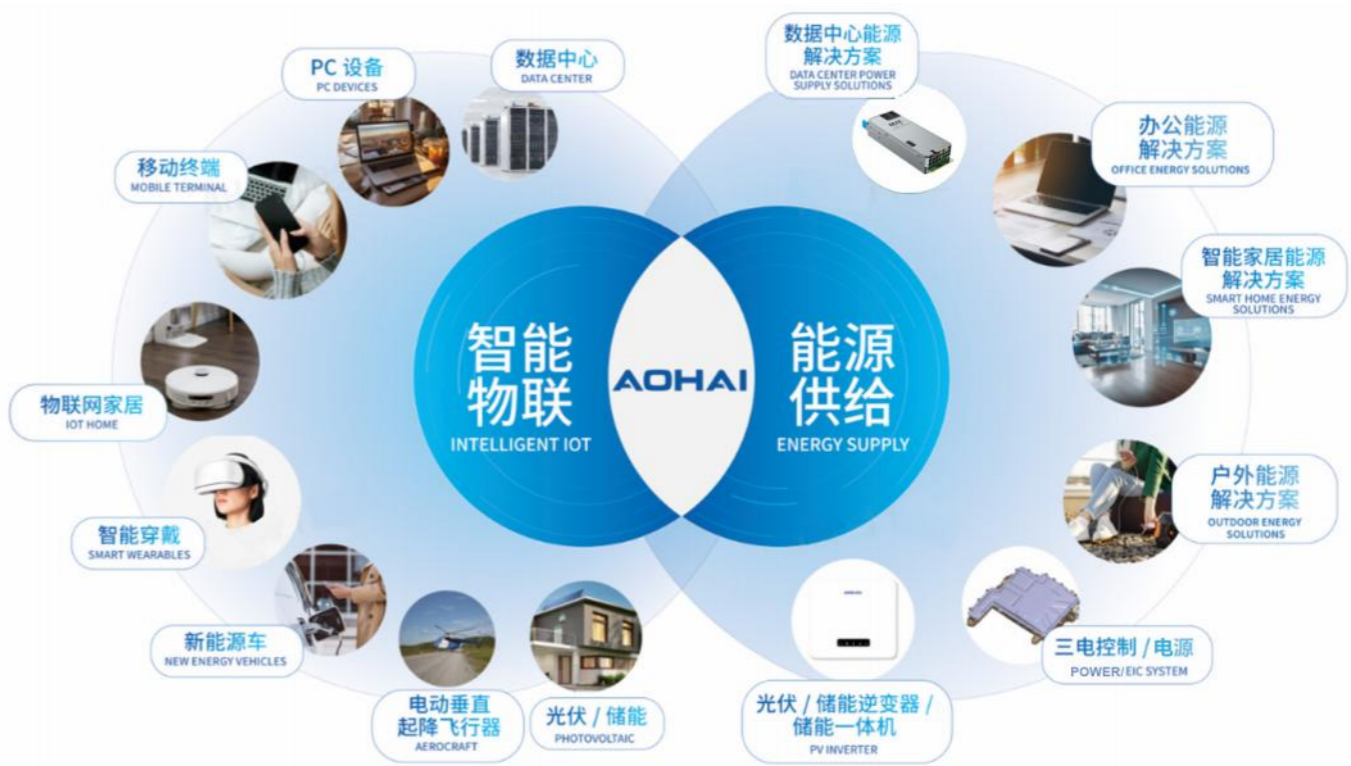 数据中心
DATA CENTER
PC 设备
PC DEVICES
移动终端
MOBILE TERMINAL
物联网家居
IOT HOME
智能穿戴
SMART WEARABLES
新能源车
NEW ENERGY VEHICLES
电动垂直
起降飞行器
AEROCRAFT
光伏 / 储能
PHOTOVOLTAIC
智能
物联
INTELLIGENT IOT
AOHAI
能源
供给
ENERGY SUPPLY
数据中心能源
解决方案
DATA CENTER POWER
SUPPLY SOLUTIONS
办公能源
解决方案
OFFICE ENERGY SOLUTIONS
智能家居能源
解决方案
SMART HOME ENERGY
SOLUTIONS
户外能源
解决方案
OUTDOOR ENERGY
SOLUTIONS
三电控制 / 电源
POWER/EIC SYSTEM
光伏 / 储能逆变器 /
储能一体机
PV INVERTER